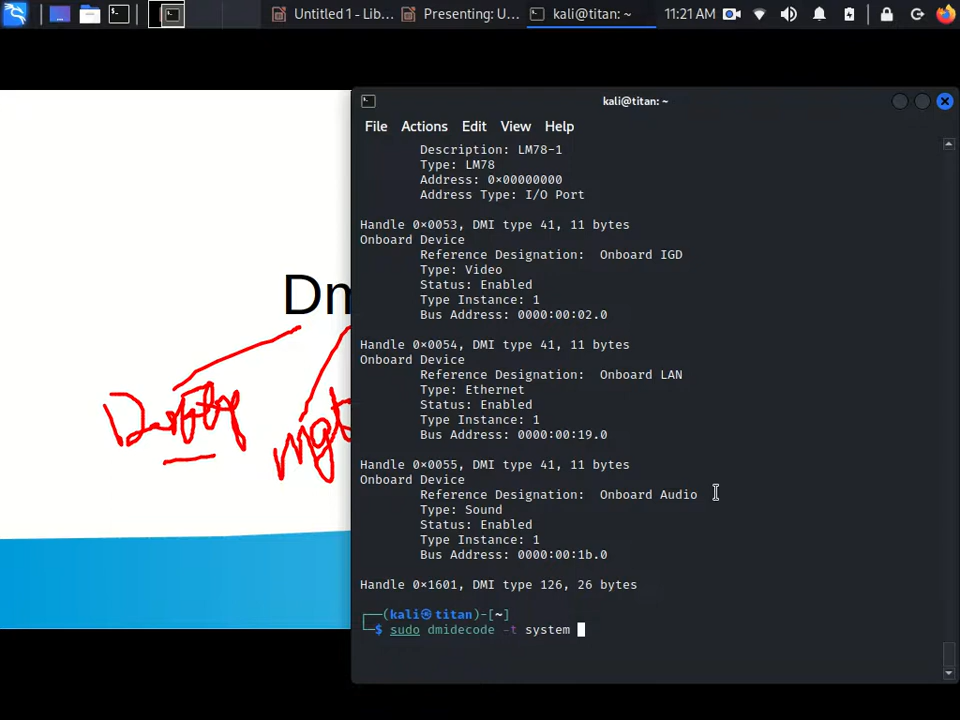 Untitled 1 - Lib...
Presenting: U...
kali@titan: ~
11:21 AM
kali@titan: ~
File Actions Edit View Help
Description: LM78-1
Type: LM78
Address: 0×00000000
Address Type: I/O Port
Handle 0×0053, DMI type 41, 11 bytes
Onboard Device
Reference Designation:  Onboard IGD
Type: Video
Status: Enabled
Type Instance: 1
Bus Address: 0000:00:02.0
Handle 0×0054, DMI type 41, 11 bytes
Onboard Device
Reference Designation:  Onboard LAN
Type: Ethernet
Status: Enabled
Type Instance: 1
Bus Address: 0000:00:19.0
Handle 0×0055, DMI type 41, 11 bytes
Onboard Device
Reference Designation:  Onboard Audio
Type: Sound
Status: Enabled
Type Instance: 1
Bus Address: 0000:00:1b.0
Handle 0×1601, DMI type 126, 26 bytes
(kali㉿titan)-[~]
$ sudo dmidecode -t system
Dm
mgt